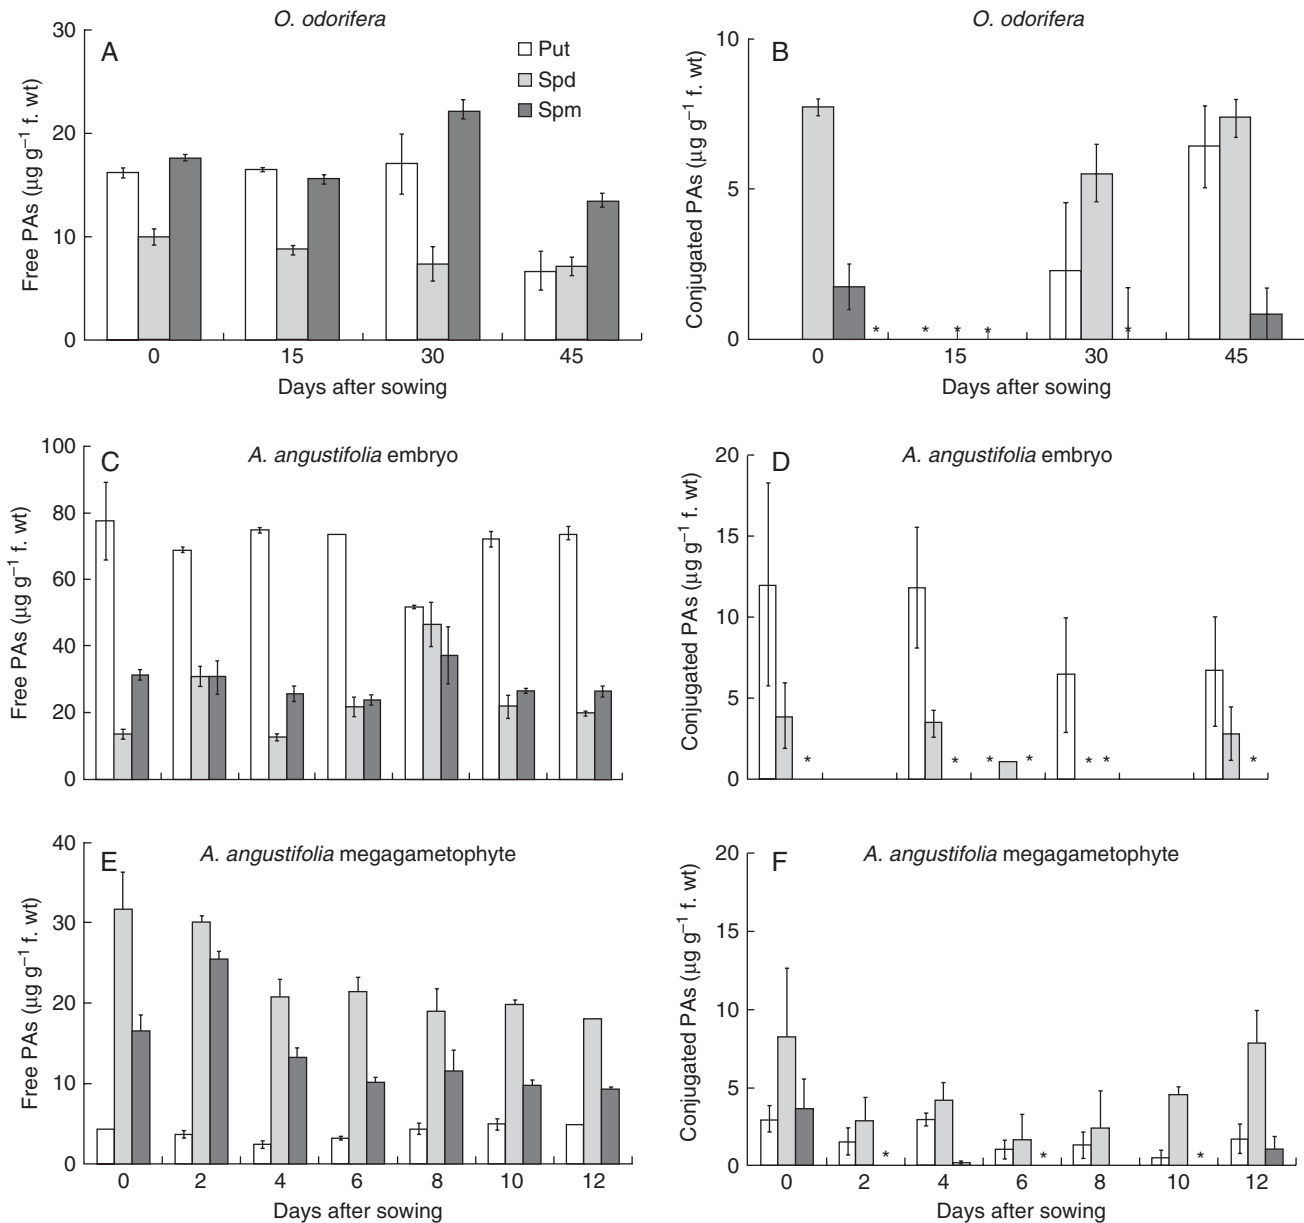 O. odorifera
A
30
20
10
0
Free PAs (μg g⁻¹ f. wt)
Put
Spd
Spm
0 15 30 45
Days after sowing
O. odorifera
B
10
5
0
Conjugated PAs (μg g⁻¹ f. wt)
* * * * *
0 15 30 45
Days after sowing
A. angustifolia embryo
C
100
80
60
40
20
0
Free PAs (μg g⁻¹ f. wt)
A. angustifolia embryo
D
20
15
10
5
0
Conjugated PAs (μg g⁻¹ f. wt)
* * * * * * *
A. angustifolia megagametophyte
E
40
30
20
10
0
Free PAs (μg g⁻¹ f. wt)
0 2 4 6 8 10 12
Days after sowing
A. angustifolia megagametophyte
F
20
15
10
5
0
Conjugated PAs (μg g⁻¹ f. wt)
* * *
0 2 4 6 8 10 12
Days after sowing